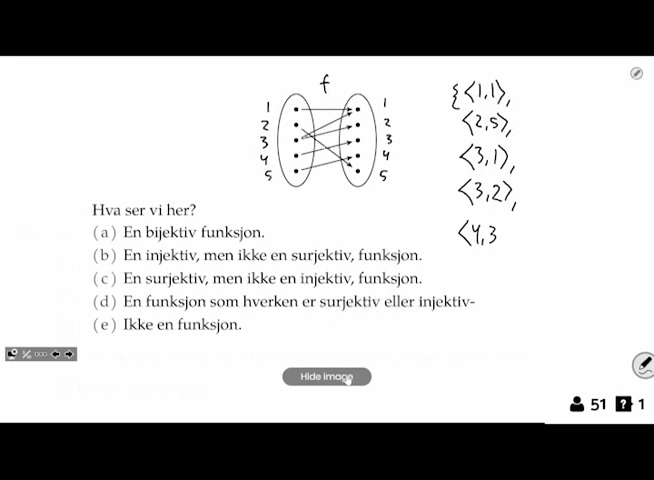 f
1 1
2 2
3 3
4 4
5 5
{⟨1,1⟩,
⟨2,5⟩,
⟨3,1⟩,
⟨3,2⟩,
⟨4,3
Hva ser vi her?
(a) En bijektiv funksjon.
(b) En injektiv, men ikke en surjektiv, funksjon.
(c) En surjektiv, men ikke en injektiv, funksjon.
(d) En funksjon som hverken er surjektiv eller injektiv-
(e) Ikke en funksjon.
Hide image
51 ? 1